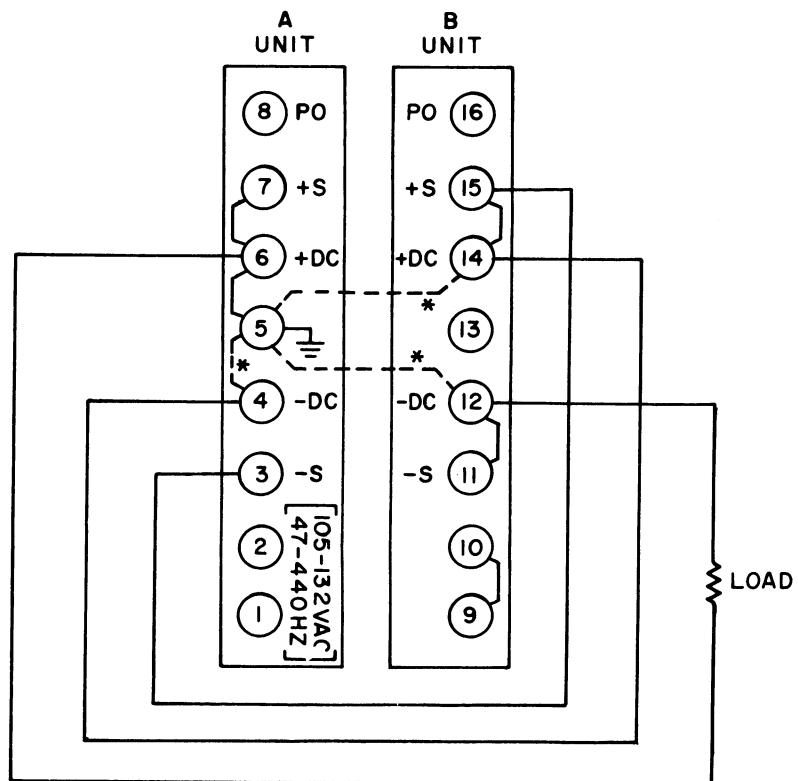 A
UNIT
B
UNIT
8 PO
PO 16
7 +S
+S 15
6 +DC
+DC 14
5
*
13
*
*
4 -DC
-DC 12
3 -S
-S 11
2
105-132VAC
47-440HZ
10
1
9
LOAD